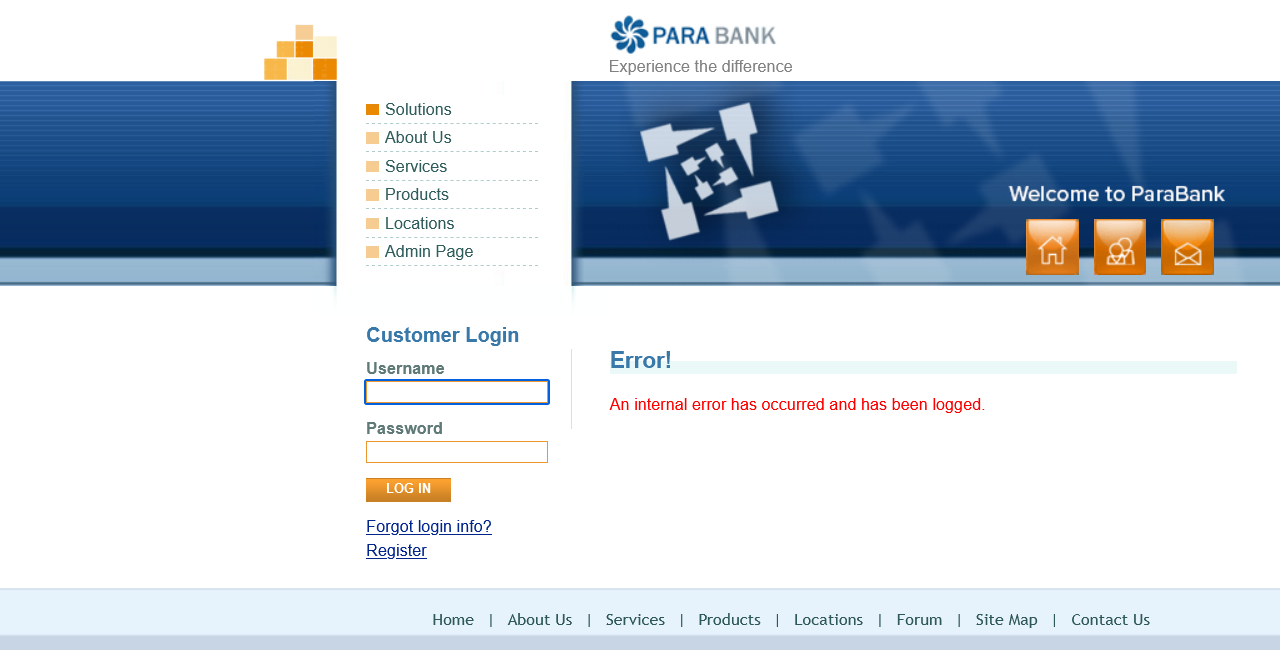 PARA BANK
Experience the difference
Solutions
About Us
Services
Products
Locations
Admin Page
Welcome to ParaBank
Customer Login
Username
Password
LOG IN
Forgot login info?
Register
Error!
An internal error has occurred and has been logged.
Home | About Us | Services | Products | Locations | Forum | Site Map | Contact Us